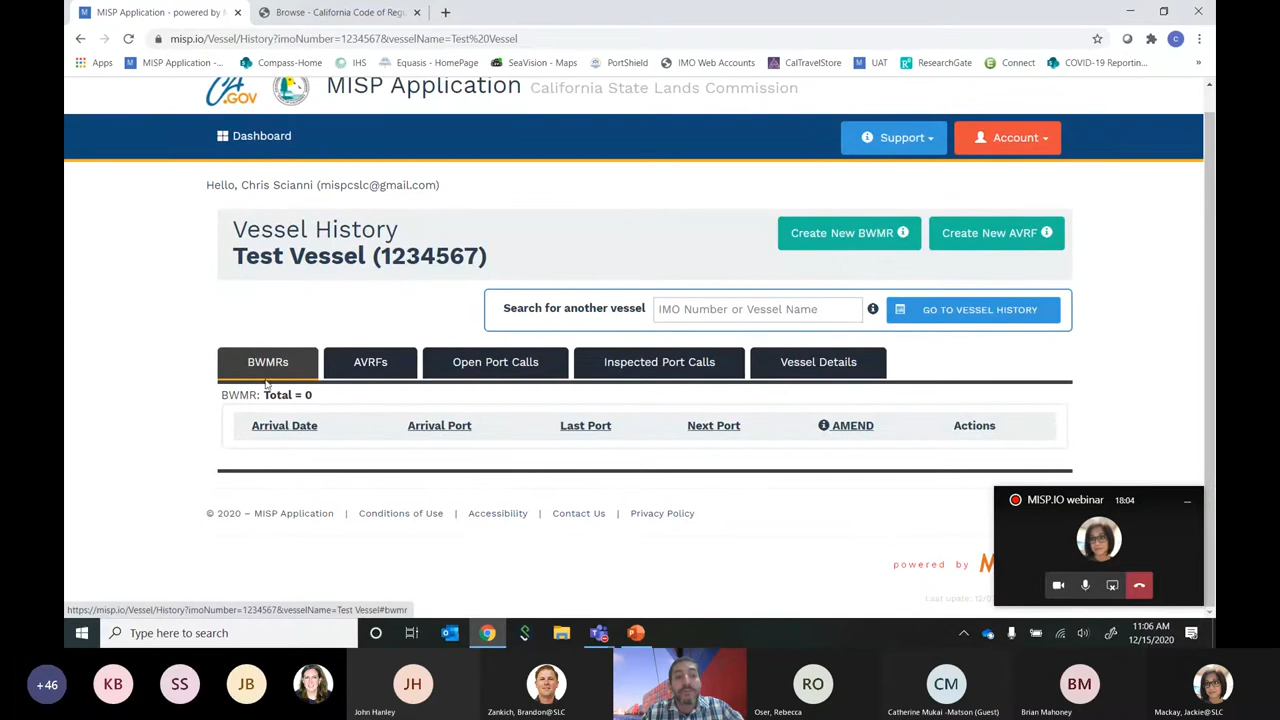 MISP Application - powered by M
Browse - California Code of Regu
misp.io/Vessel/History?imoNumber=1234567&vesselName=Test%20Vessel
C
Apps
MISP Application -...
Compass-Home
IHS
Equasis - HomePage
SeaVision - Maps
PortShield
IMO Web Accounts
CalTravelStore
UAT
ResearchGate
Connect
COVID-19 Reportin...
CA.GOV
MISP Application California State Lands Commission
Dashboard
Support
Account
Hello, Chris Scianni (mispcslc@gmail.com)
Vessel History
Test Vessel (1234567)
Create New BWMR
Create New AVRF
Search for another vessel
IMO Number or Vessel Name
GO TO VESSEL HISTORY
BWMRs
AVRFs
Open Port Calls
Inspected Port Calls
Vessel Details
BWMR: Total = 0
Arrival Date
Arrival Port
Last Port
Next Port
AMEND
Actions
MISP.IO webinar 18:04
© 2020 – MISP Application | Conditions of Use | Accessibility | Contact Us | Privacy Policy
powered by M
Last update: 12/0
https://misp.io/Vessel/History?imoNumber=1234567&vesselName=Test Vessel#bwmr
Type here to search
11:06 AM
12/15/2020
+46
KB
SS
JB
JH
John Hanley
Zankich, Brandon@SLC
RO
Oser, Rebecca
CM
Catherine Mukai -Matson (Guest)
BM
Brian Mahoney
Mackay, Jackie@SLC